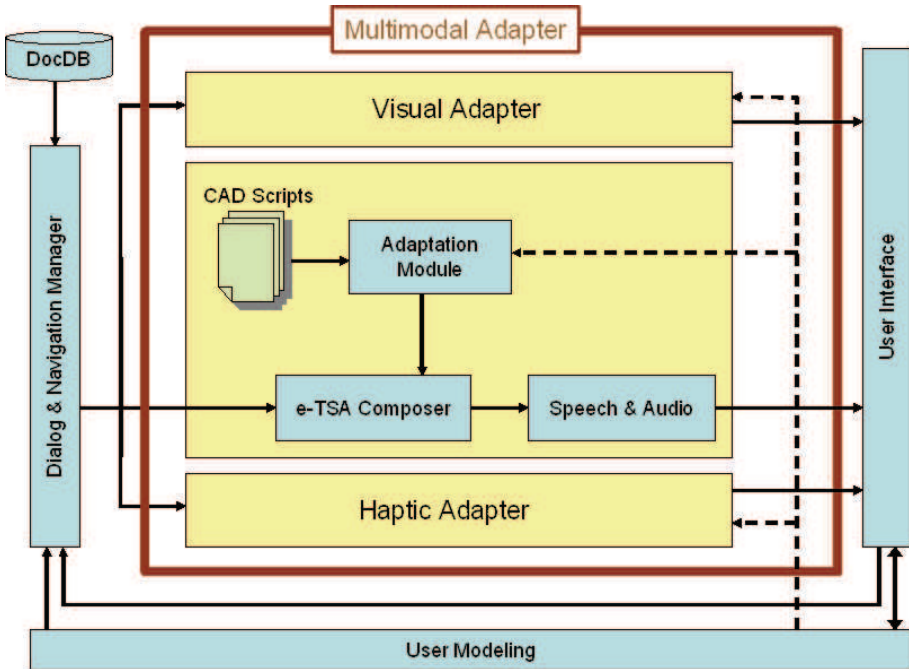 Multimodal Adapter
DocDB
Visual Adapter
CAD Scripts
Adaptation
Module
Dialog & Navigation Manager
User Interface
e-TSA Composer
Speech & Audio
Haptic Adapter
User Modeling